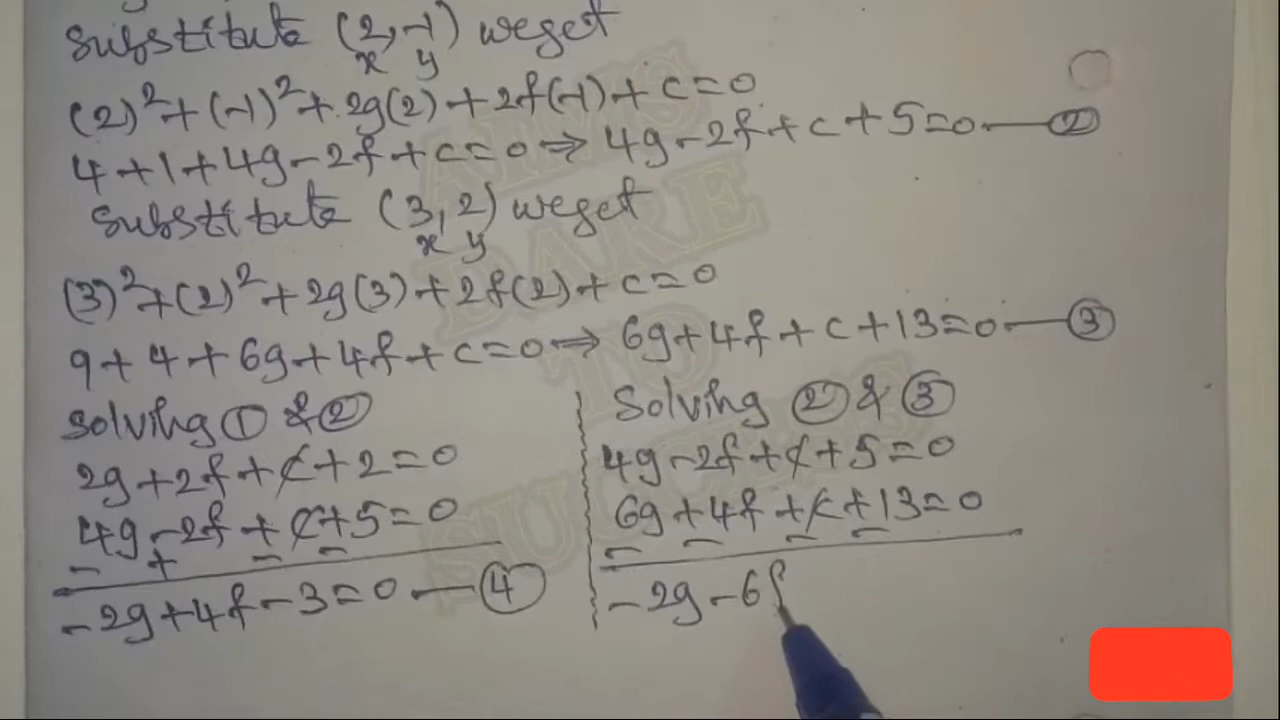 Substitute (2,-1) we get
x y
(2)²+(-1)²+2g(2)+2f(-1)+c=0
4+1+4g-2f+c=0⇒4g-2f+c+5=0—②
Substitute (3,2) we get
x y
(3)²+(2)²+2g(3)+2f(2)+c=0
9+4+6g+4f+c=0⇒6g+4f+c+13=0—③
Solving ① & ②
2g+2f+c+2=0
4g-2f+c+5=0
- + - -
-2g+4f-3=0—④
Solving ② & ③
4g-2f+c+5=0
6g+4f+c+13=0
- - - -
-2g-6f
AIMS
BAKE
TO
SUCCESS